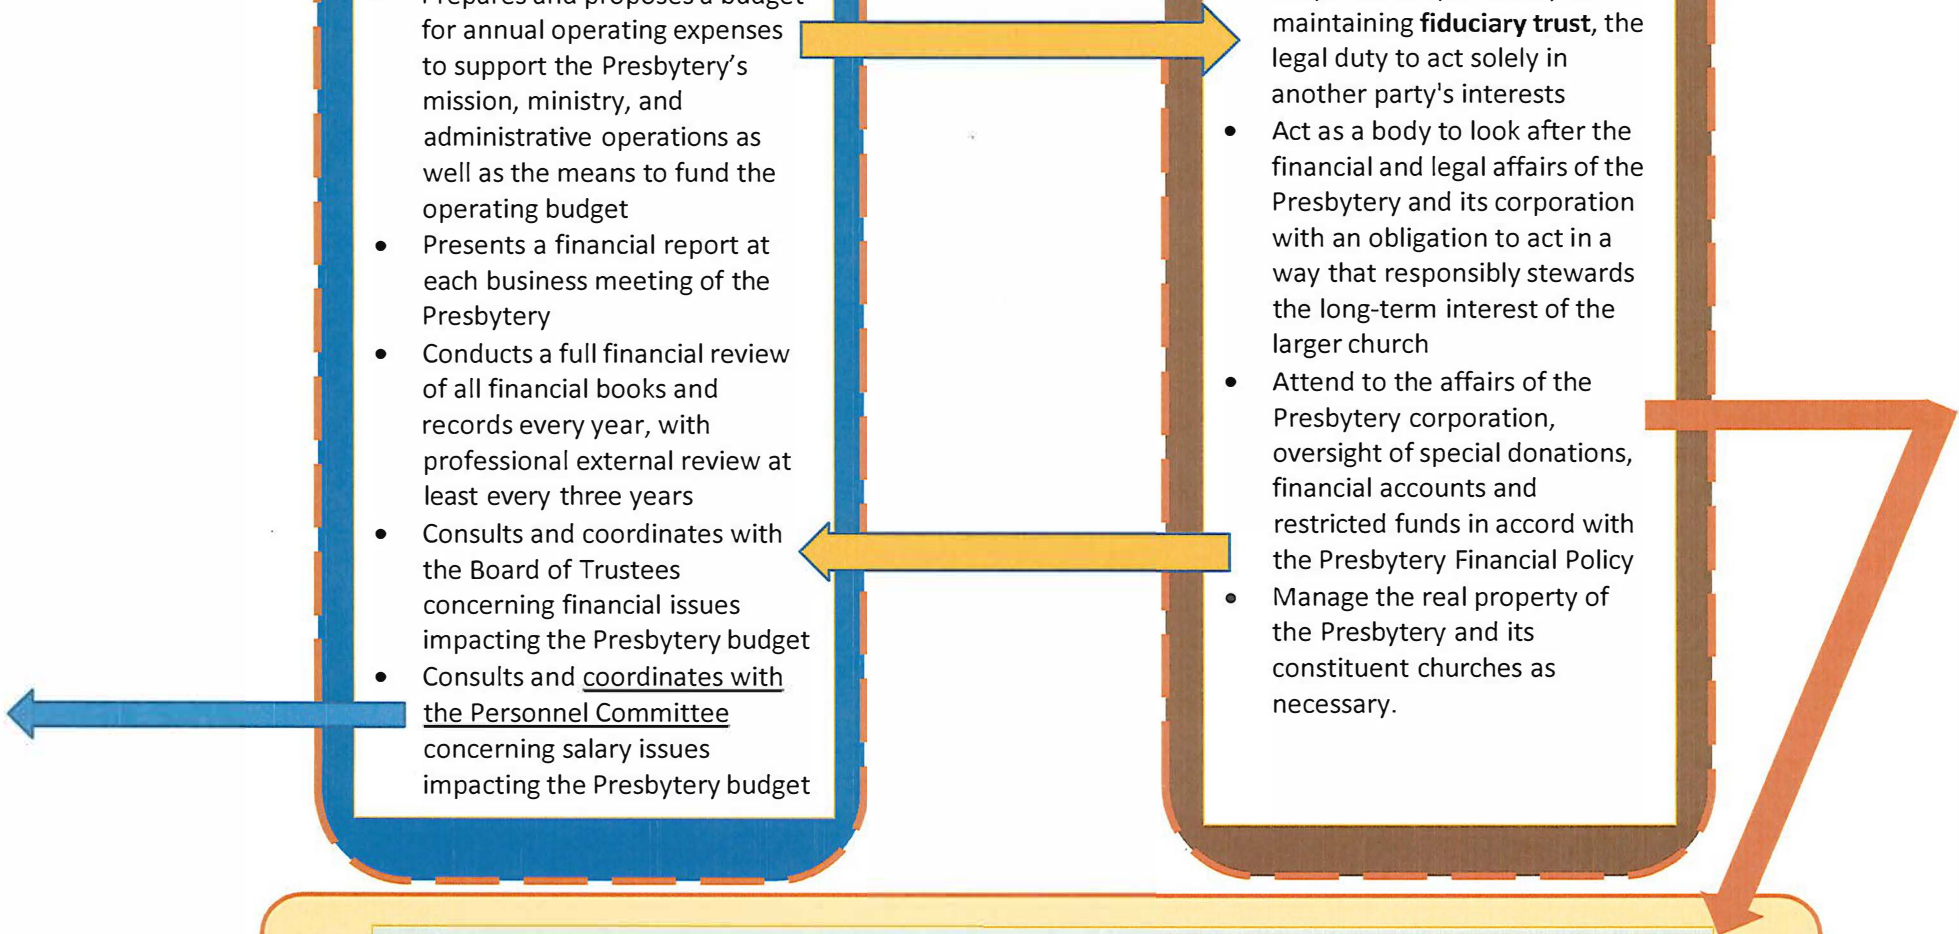 Prepares and proposes a budget
for annual operating expenses
to support the Presbytery’s
mission, ministry, and
administrative operations as
well as the means to fund the
operating budget
• Presents a financial report at
each business meeting of the
Presbytery
• Conducts a full financial review
of all financial books and
records every year, with
professional external review at
least every three years
• Consults and coordinates with
the Board of Trustees
concerning financial issues
impacting the Presbytery budget
• Consults and coordinates with
the Personnel Committee
concerning salary issues
impacting the Presbytery budget
maintaining fiduciary trust, the
legal duty to act solely in
another party's interests
• Act as a body to look after the
financial and legal affairs of the
Presbytery and its corporation
with an obligation to act in a
way that responsibly stewards
the long-term interest of the
larger church
• Attend to the affairs of the
Presbytery corporation,
oversight of special donations,
financial accounts and
restricted funds in accord with
the Presbytery Financial Policy
• Manage the real property of
the Presbytery and its
constituent churches as
necessary.